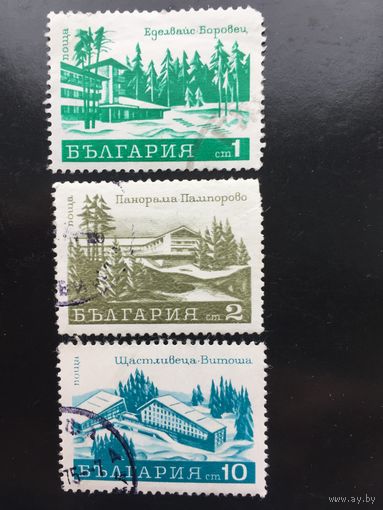 Еделвайс-Боровец
поща
БЪЛГАРИЯ ст 1
Панорама-Пампорово
поща
БЪЛГАРИЯ ст 2
Щастливеца-Витоша
поща
БЪЛГАРИЯ ст 10
ay.by